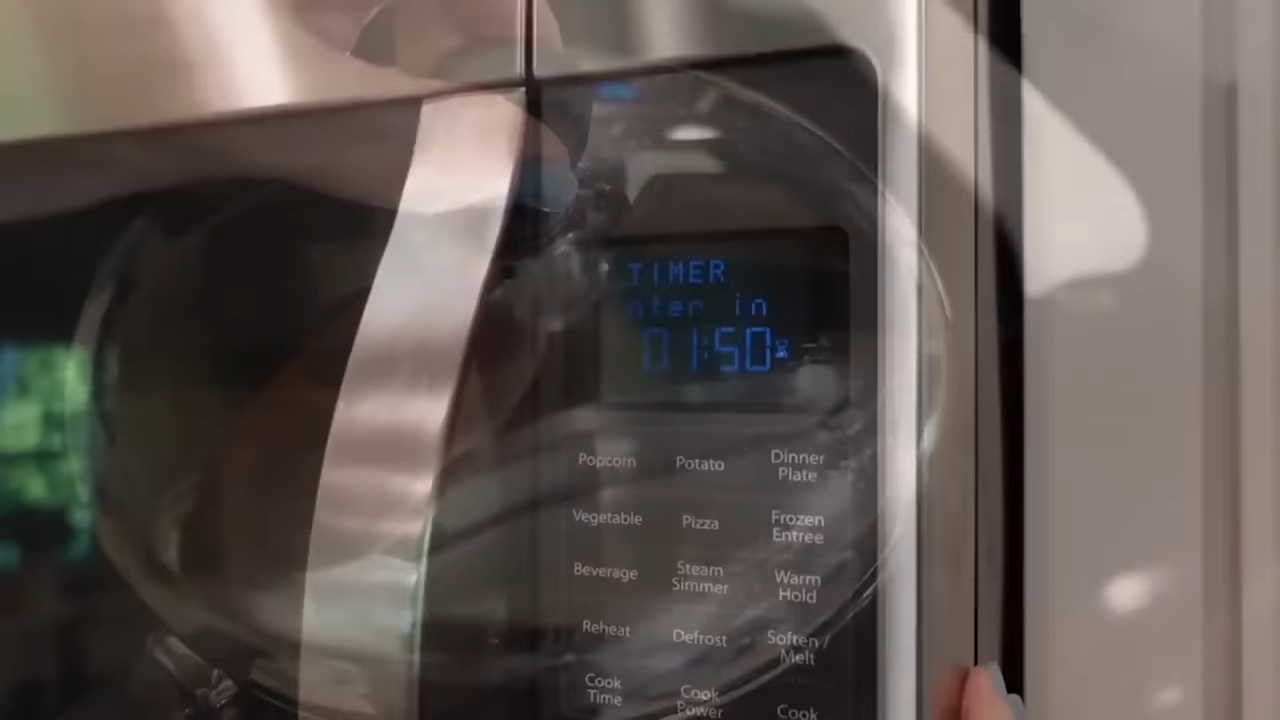 TIMER
nter in
01:50
Popcorn Potato Dinner Plate
Vegetable Pizza Frozen Entree
Beverage Steam Simmer Warm Hold
Reheat Defrost Soften / Melt
Cook Time Cook Power Cook